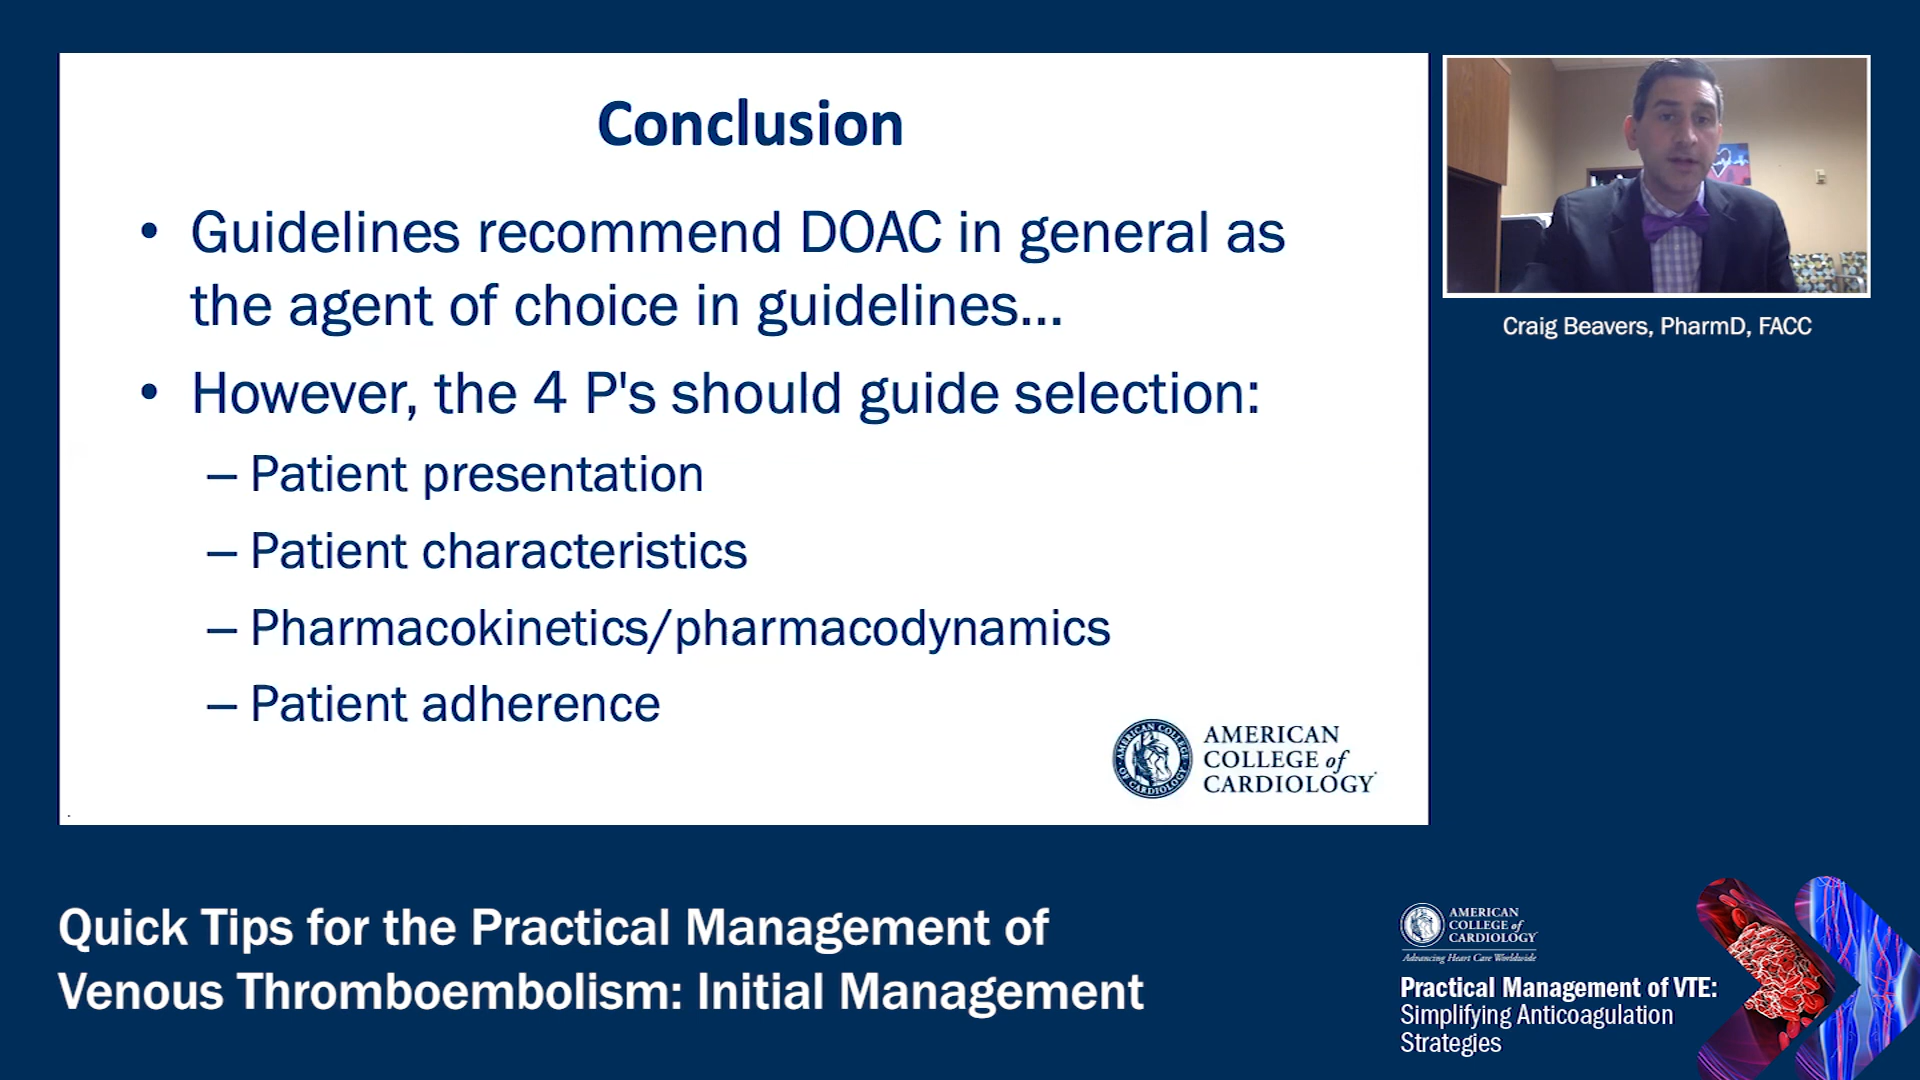 Conclusion
• Guidelines recommend DOAC in general as
the agent of choice in guidelines...
• However, the 4 P's should guide selection:
– Patient presentation
– Patient characteristics
– Pharmacokinetics/pharmacodynamics
– Patient adherence
AMERICAN
COLLEGE of
CARDIOLOGY
Craig Beavers, PharmD, FACC
Quick Tips for the Practical Management of
Venous Thromboembolism: Initial Management
AMERICAN
COLLEGE of
CARDIOLOGY
Advancing Heart Care Worldwide
Practical Management of VTE:
Simplifying Anticoagulation
Strategies